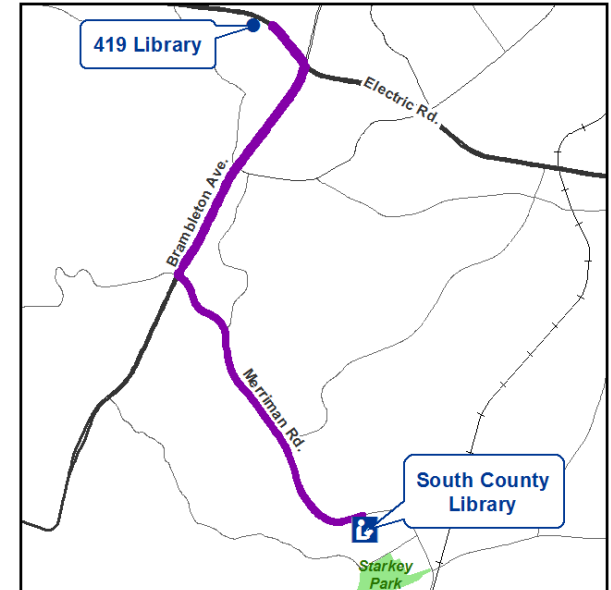 419 Library
Electric Rd.
Brambleton Ave.
Merriman Rd.
South County
Library
Starkey
Park